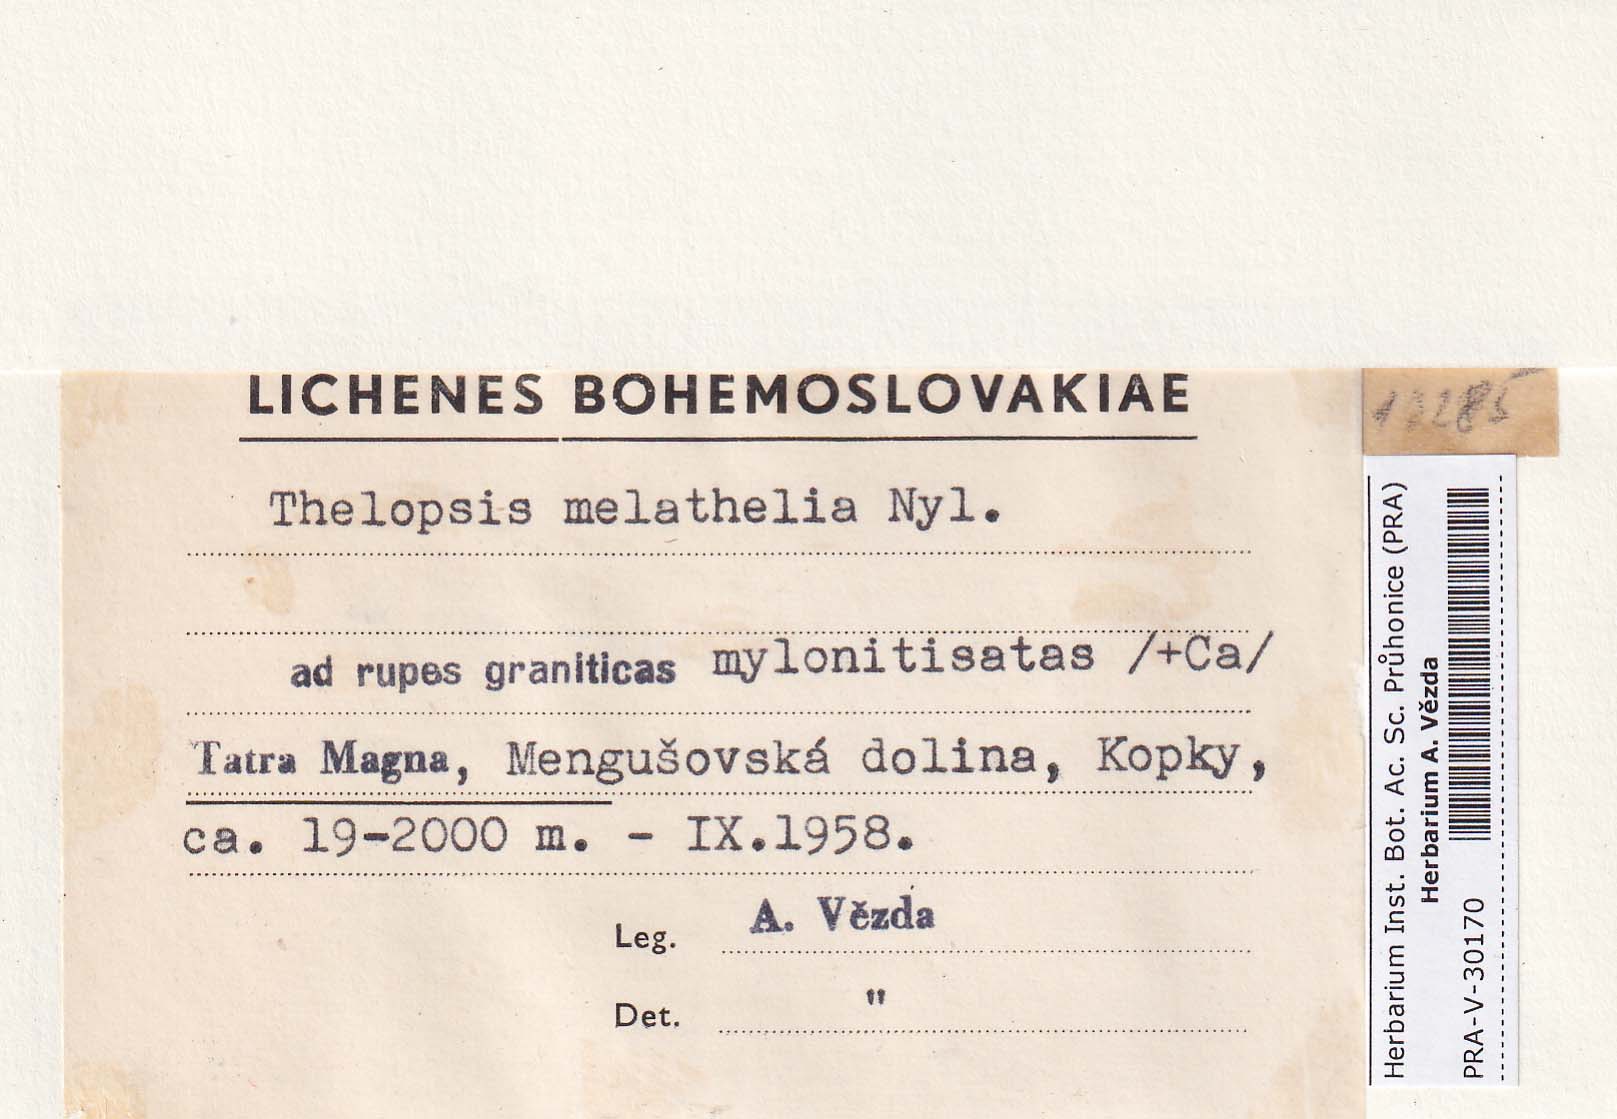 LICHENES BOHEMOSLOVAKIAE
Thelopsis melathelia Nyl.
ad rupes graniticas mylonitisatas /+Ca/
Tatra Magna, Mengušovská dolina, Kopky,
ca. 19-2000 m. - IX.1958.
Leg. A. Vězda
Det. "
Herbarium Inst. Bot. Ac. Sc. Průhonice (PRA)
Herbarium A. Vězda
PRA-V-30170